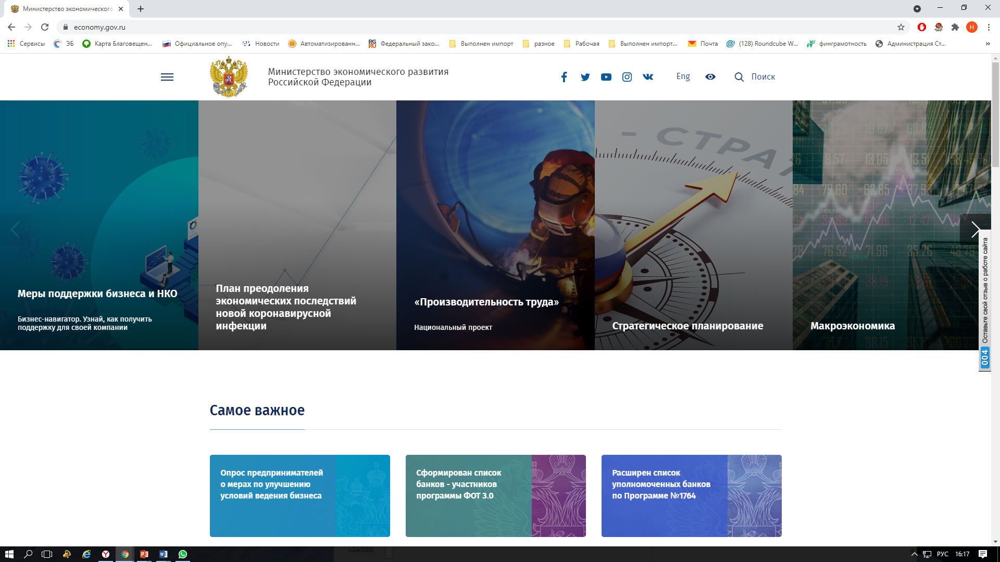 Министерство экономического
economy.gov.ru
Н
Сервисы
ЭБ
Карта Благовещен...
Официальное опу...
Новости
Автоматизированн...
Федеральный зако...
Выполнен импорт
разное
Рабочая
Выполнен импорт...
Почта
(128) Roundcube W...
финграмотность
Администрация Ст...
»
Министерство экономического развития
Российской Федерации
Eng
Поиск
- СТРАТ
Меры поддержки бизнеса и НКО
Бизнес-навигатор. Узнай, как получить
поддержку для своей компании
План преодоления
экономических последствий
новой коронавирусной
инфекции
«Производительность труда»
Национальный проект
Стратегическое планирование
Макроэкономика
Оставьте свой отзыв о работе сайта
004
Самое важное
Опрос предпринимателей
о мерах по улучшению
условий ведения бизнеса
Сформирован список
банков - участников
программы ФОТ 3.0
Расширен список
уполномоченных банков
по Программе №1764
РУС
16:17